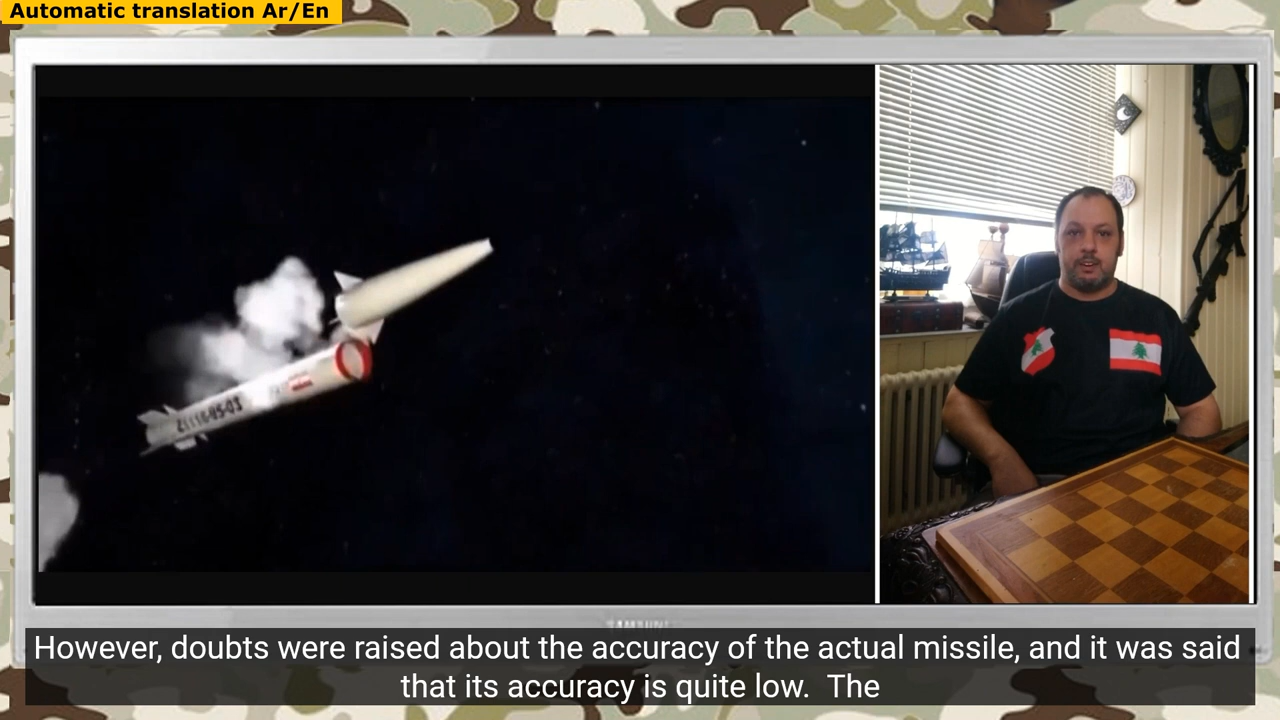 Automatic translation Ar/En
However, doubts were raised about the accuracy of the actual missile, and it was said
that its accuracy is quite low.  The